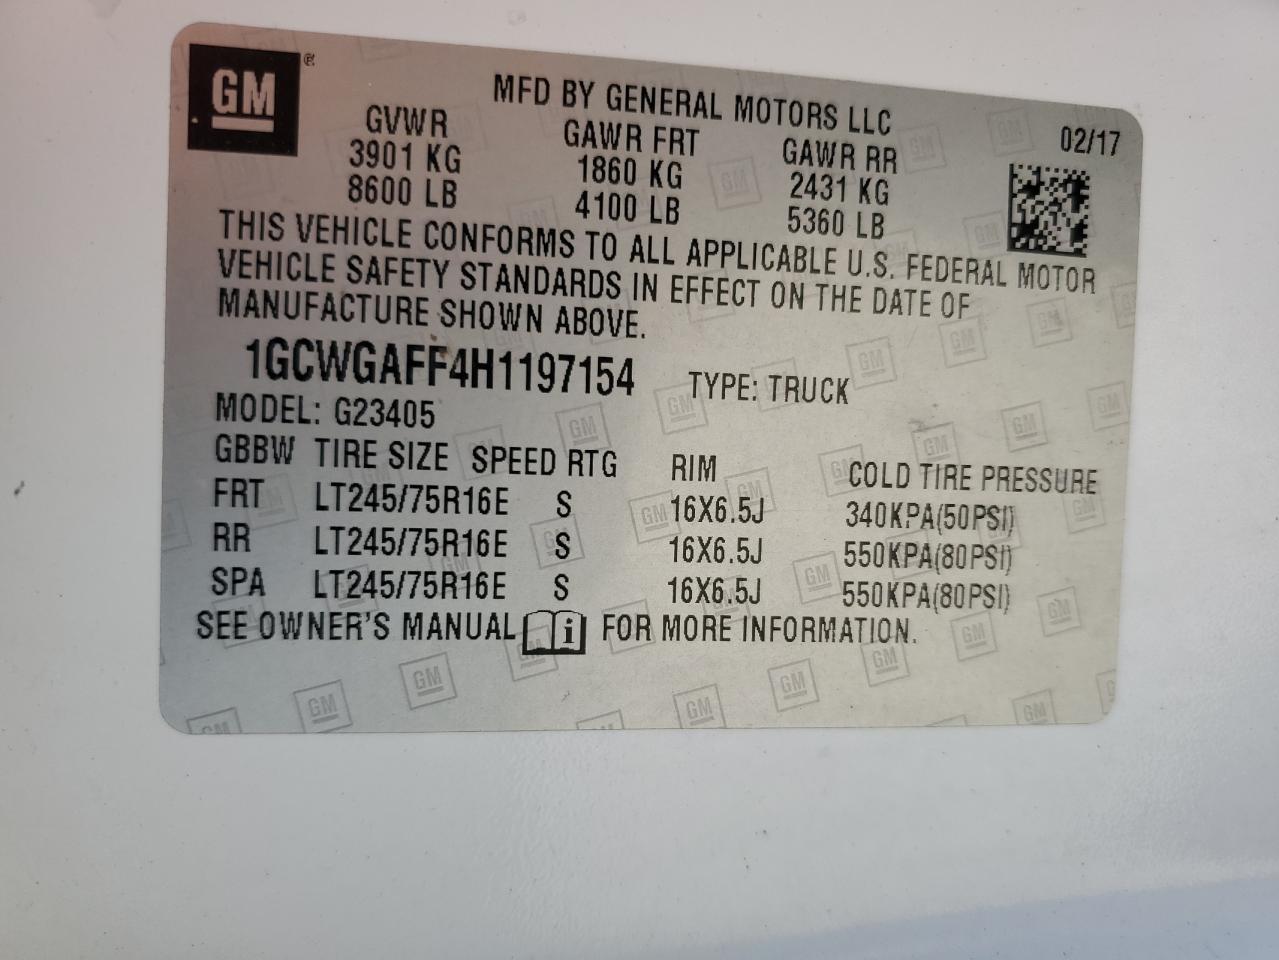 GM ®
MFD BY GENERAL MOTORS LLC
02/17
GVWR GAWR FRT GAWR RR
3901 KG 1860 KG 2431 KG
8600 LB 4100 LB 5360 LB
THIS VEHICLE CONFORMS TO ALL APPLICABLE U.S. FEDERAL MOTOR
VEHICLE SAFETY STANDARDS IN EFFECT ON THE DATE OF
MANUFACTURE SHOWN ABOVE.
1GCWGAFF4H1197154 TYPE: TRUCK
MODEL: G23405
GBBW TIRE SIZE SPEED RTG RIM COLD TIRE PRESSURE
FRT LT245/75R16E S 16X6.5J 340KPA(50PSI)
RR LT245/75R16E S 16X6.5J 550KPA(80PSI)
SPA LT245/75R16E S 16X6.5J 550KPA(80PSI)
SEE OWNER'S MANUAL i FOR MORE INFORMATION.